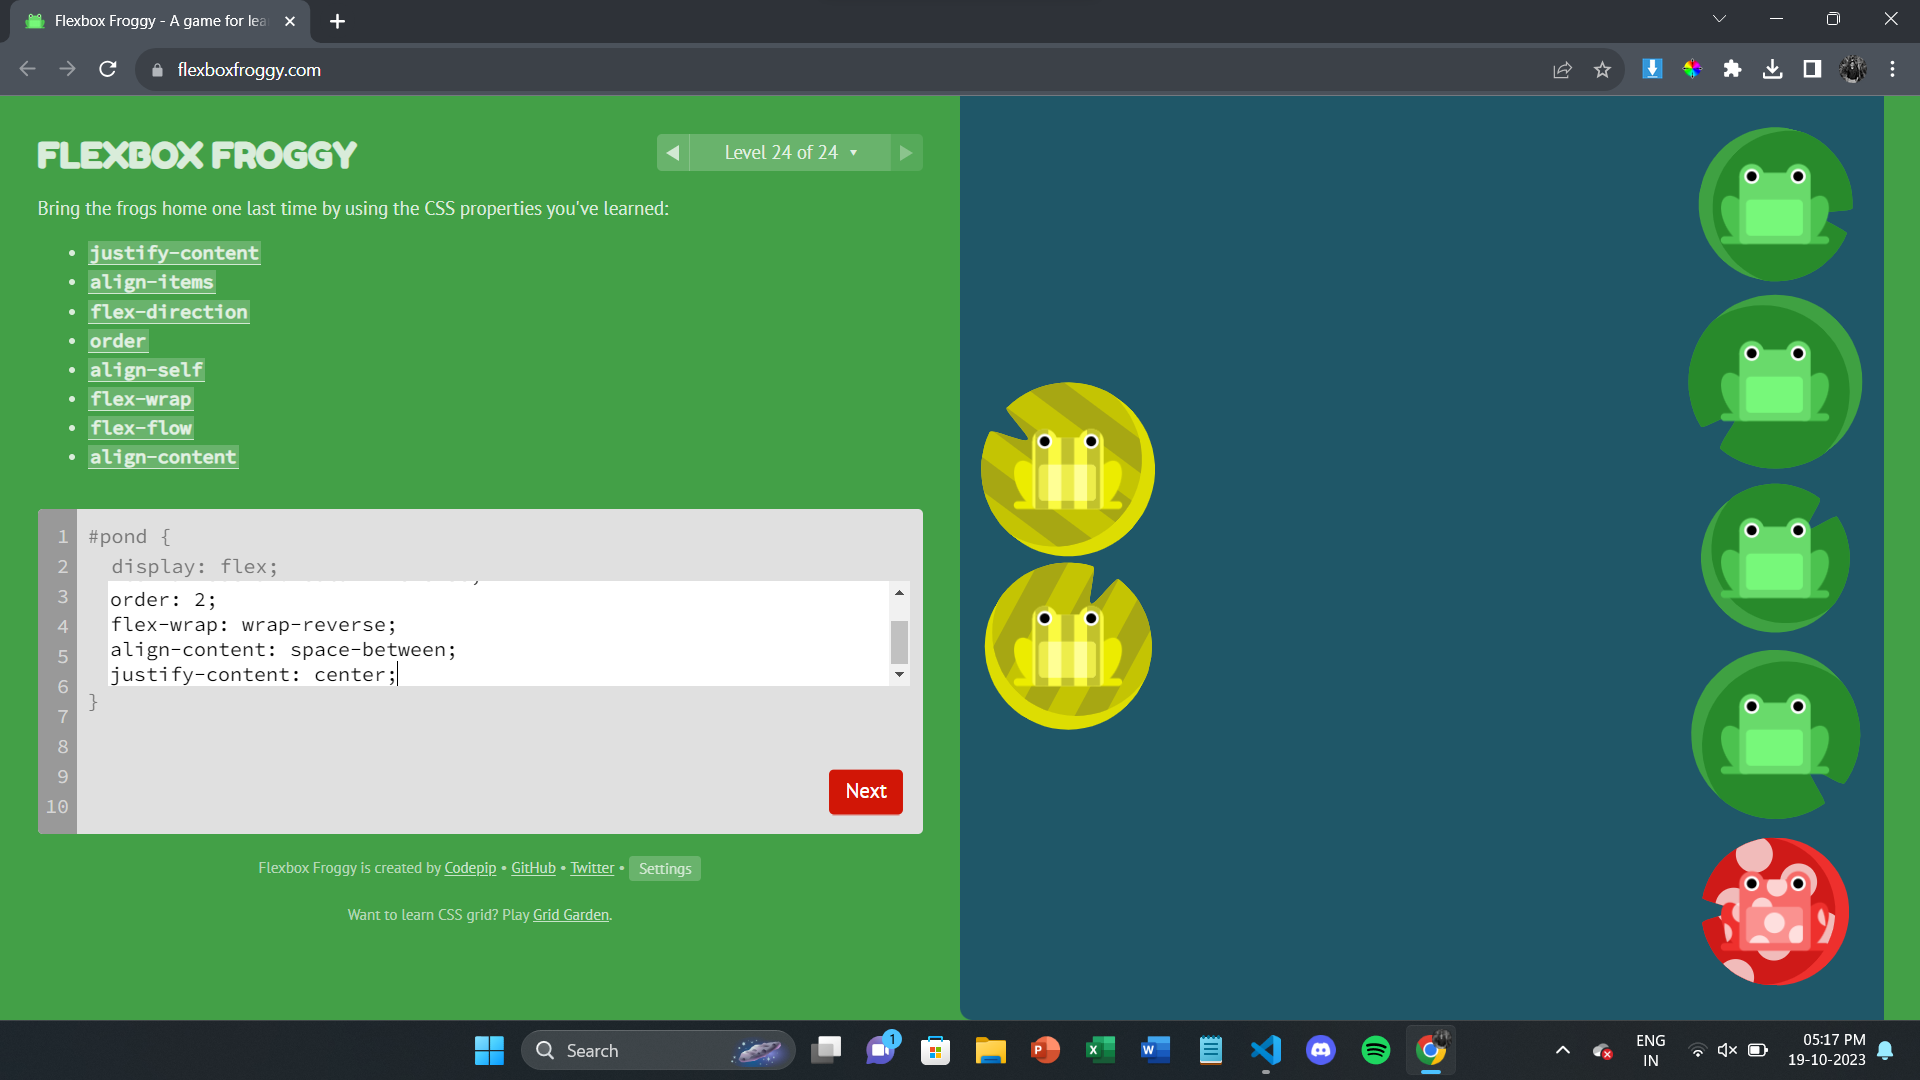 Flexbox Froggy - A game for lea
flexboxfroggy.com
FLEXBOX FROGGY
Level 24 of 24
Bring the frogs home one last time by using the CSS properties you've learned:
justify-content
align-items
flex-direction
order
align-self
flex-wrap
flex-flow
align-content
1 #pond {
2 display: flex;
3 order: 2;
4 flex-wrap: wrap-reverse;
5 align-content: space-between;
6 justify-content: center;
7 }
8
9
10
Next
Flexbox Froggy is created by Codepip • GitHub • Twitter • Settings
Want to learn CSS grid? Play Grid Garden.
Search
1
ENG
IN
05:17 PM
19-10-2023